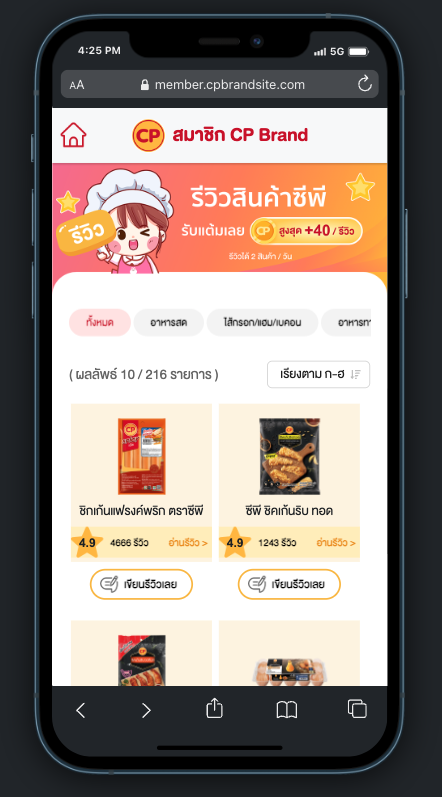 4:25 PM
5G
AA
member.cpbrandsite.com
CP
สมาชิก CP Brand
รีวิวสินค้าซีพี
รีวิว
รับแต้มเลย
CP
สูงสุด +40 / รีวิว
รีวิวได้ 2 สินค้า / วัน
ทั้งหมด
อาหารสด
ไส้กรอก/แฮม/เบคอน
อาหารทา
( ผลลัพธ์ 10 / 216 รายการ )
เรียงตาม ก-ฮ
CP
ชิกเก้นแฟรงค์พริก ตราซีพี
ซีพี ชิคเก้นริบ ทอด
4.9
4666 รีวิว
อ่านรีวิว >
4.9
1243 รีวิว
อ่านรีวิว >
เขียนรีวิวเลย
เขียนรีวิวเลย